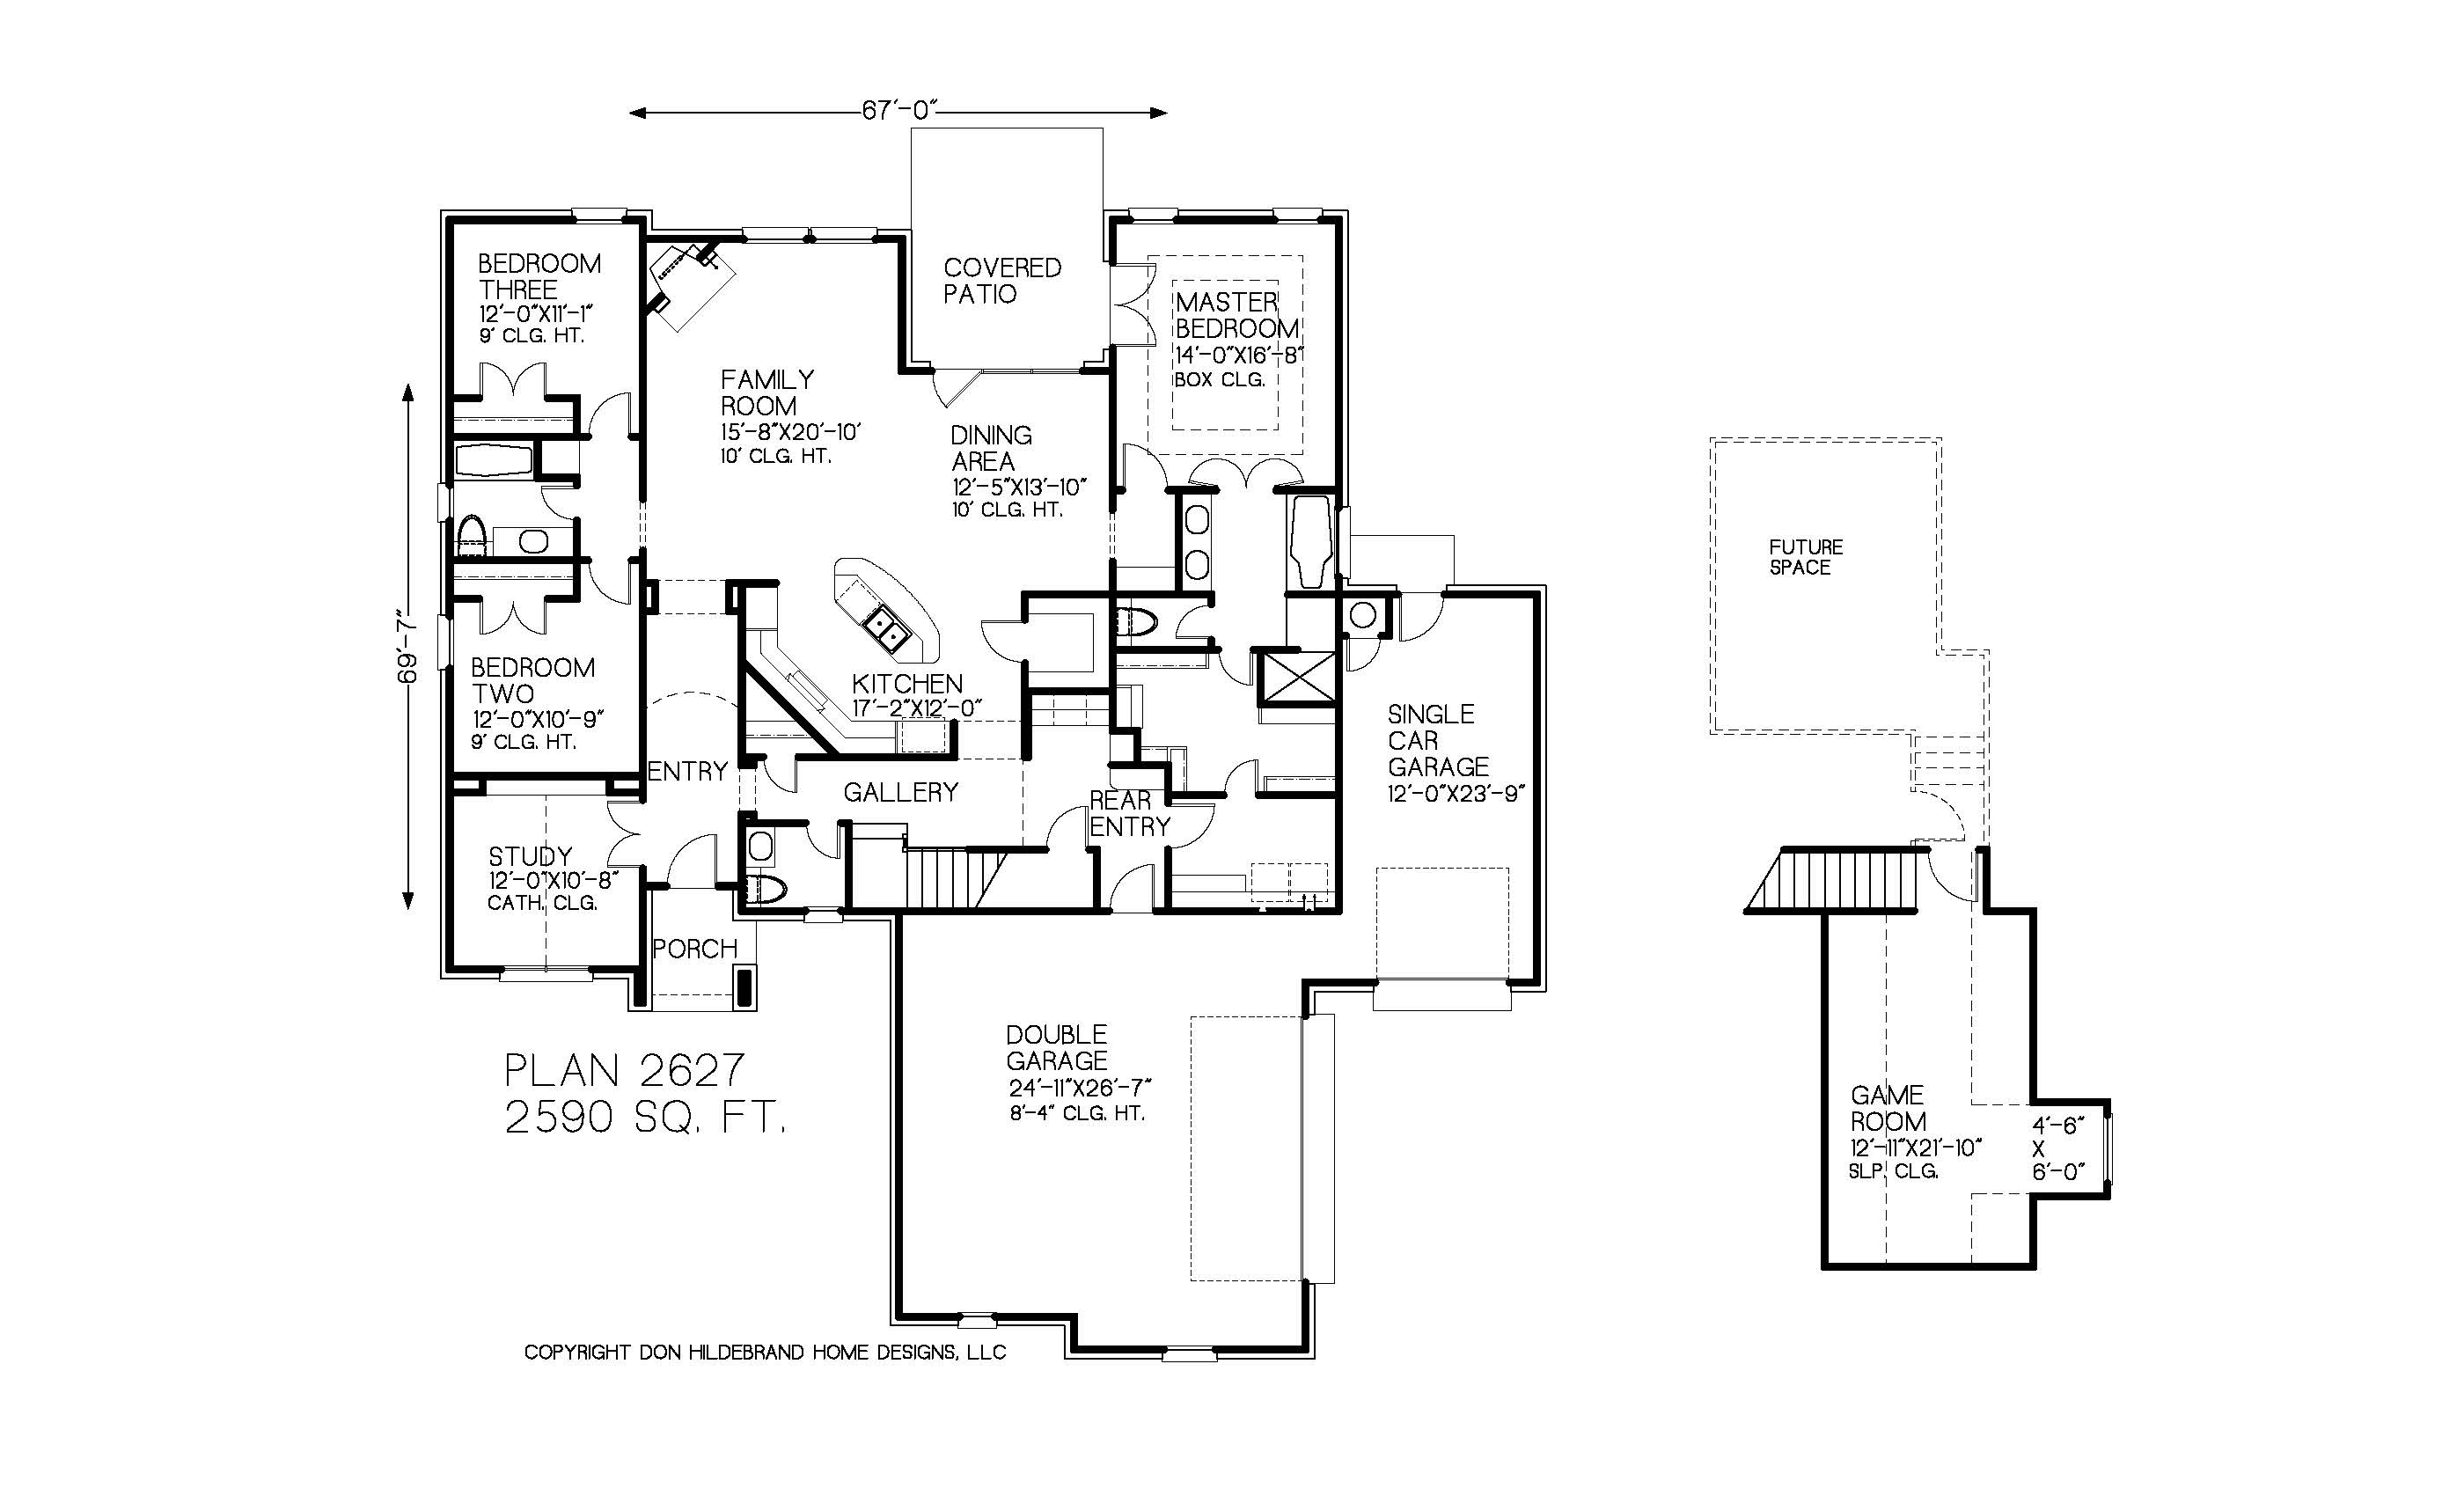 67'-0"
BEDROOM
THREE
12'-0"X11'-1"
9' CLG. HT.
COVERED
PATIO
MASTER
BEDROOM
14'-0"X16'-8"
BOX CLG.
FAMILY
ROOM
15'-8"X20'-10'
10' CLG. HT.
DINING
AREA
12'-5"X13'-10"
10' CLG. HT.
69'-7"
BEDROOM
TWO
12'-0"X10'-9"
9' CLG. HT.
KITCHEN
17'-2"X12'-0"
SINGLE
CAR
GARAGE
12'-0"X23'-9"
ENTRY
GALLERY
REAR
ENTRY
STUDY
12'-0"X10'-8"
CATH. CLG.
PORCH
DOUBLE
GARAGE
24'-11"X26'-7"
8'-4" CLG. HT.
PLAN 2627
2590 SQ. FT.
COPYRIGHT DON HILDEBRAND HOME DESIGNS, LLC
FUTURE
SPACE
GAME
ROOM
12'-11"X21'-10"
SLP. CLG.
4'-6"
X
6'-0"